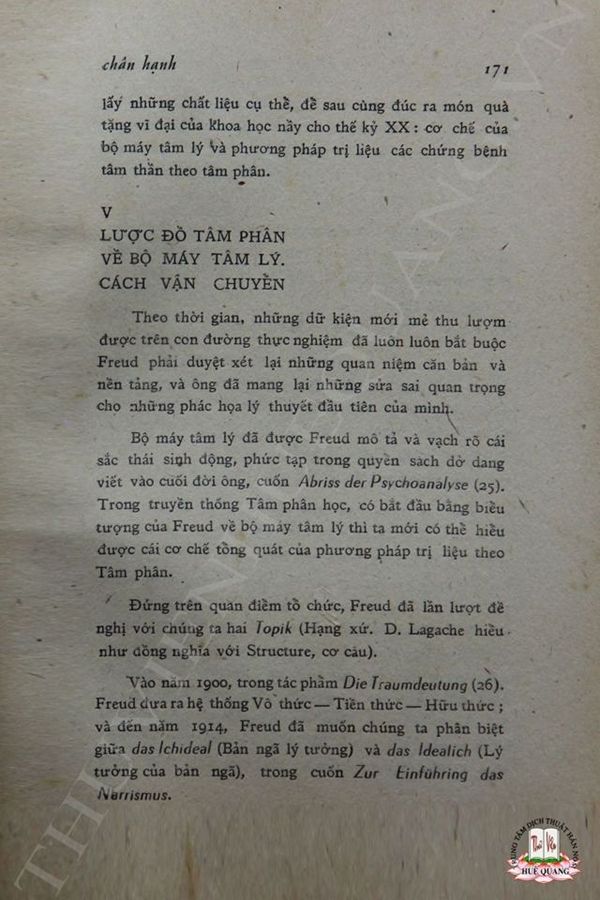 chân hạnh 171
lấy những chất liệu cụ thể, để sau cùng đúc ra món quà
tặng vĩ đại của khoa học nầy cho thế kỷ XX : cơ chế của
bộ máy tâm lý và phương pháp trị liệu các chứng bệnh
tâm thần theo tâm phân.
V
LƯỢC ĐỒ TÂM PHÂN
VỀ BỘ MÁY TÂM LÝ.
CÁCH VẬN CHUYỂN
Theo thời gian, những dữ kiện mới mẻ thu lượm
được trên con đường thực nghiệm đã luôn luôn bắt buộc
Freud phải duyệt xét lại những quan niệm căn bản và
nền tảng, và ông đã mang lại những sửa sai quan trọng
cho những phác họa lý thuyết đầu tiên của mình.
Bộ máy tâm lý đã được Freud mô tả và vạch rõ cái
sắc thái sinh động, phức tạp trong quyển sách dở dang
viết vào cuối đời ông, cuốn Abriss der Psychoanalyse (25).
Trong truyền thống Tâm phân học, có bắt đầu bằng biểu
tượng của Freud về bộ máy tâm lý thì ta mới có thể hiểu
được cái cơ chế tổng quát của phương pháp trị liệu theo
Tâm phân.
Đứng trên quan điểm tổ chức, Freud đã lần lượt đề
nghị với chúng ta hai Topik (Hạng xứ. D. Lagache hiểu
như đồng nghĩa với Structure, cơ cấu).
Vào năm 1900, trong tác phẩm Die Traumdeutung (26).
Freud đưa ra hệ thống Vô thức — Tiền thức — Hữu thức ;
và đến năm 1914, Freud đã muốn chúng ta phân biệt
giữa das Ichideal (Bản ngã lý tưởng) và das Idealich (Lý
tưởng của bản ngã), trong cuốn Zur Einführing das
Narrismus.
TRUNG TÂM DỊCH THUẬT HÁN NÔM
HUỆ QUANG